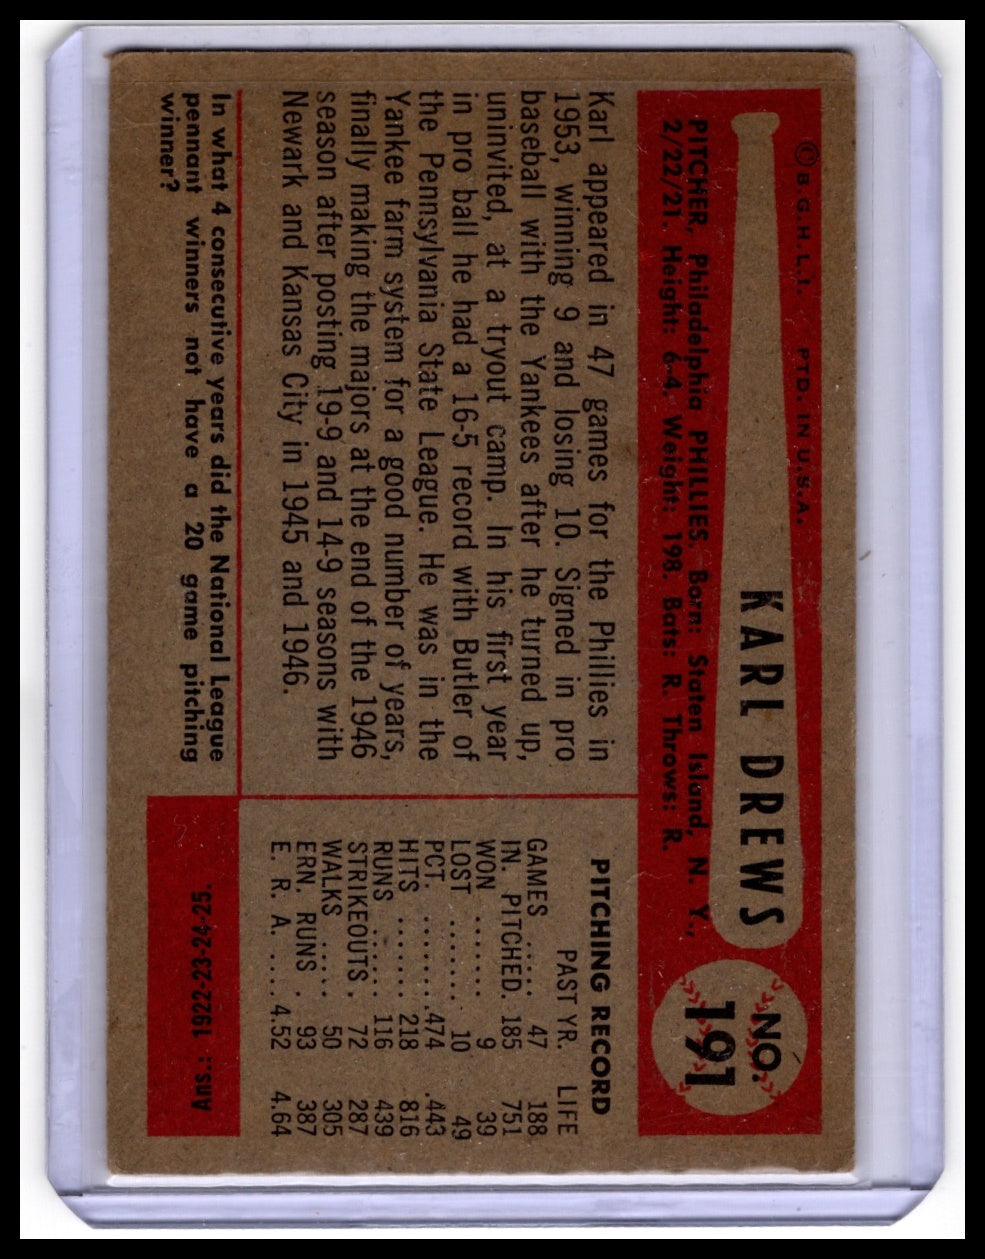 © B.G.H.L.I. PTD. IN U.S.A.
KARL DREWS
NO.
191
PITCHER, Philadelphia PHILLIES. Born: Staten Island, N. Y.,
2/22/21. Height: 6.4. Weight: 198. Bats: R. Throws: R.
Karl appeared in 47 games for the Phillies in
1953, winning 9 and losing 10. Signed in pro
baseball with the Yankees after he turned up,
uninvited, at a tryout camp. In his first year
in pro ball he had a 16-5 record with Butler of
the Pennsylvania State League. He was in the
Yankee farm system for a good number of years,
finally making the majors at the end of the 1946
season after posting 19-9 and 14-9 seasons with
Newark and Kansas City in 1945 and 1946.
PITCHING RECORD
PAST YR. LIFE
GAMES ..... 47 188
IN. PITCHED. 185 751
WON ....... 9 39
LOST ....... 10 49
PCT. ....... .474 .443
HITS ....... 218 816
RUNS ...... 116 439
STRIKEOUTS . 72 287
WALKS ..... 50 305
ERN. RUNS . 93 387
E. R. A. .... 4.52 4.64
In what 4 consecutive years did the National League
pennant winners not have a 20 game pitching
winner?
Ans.: 1922-23-24-25.